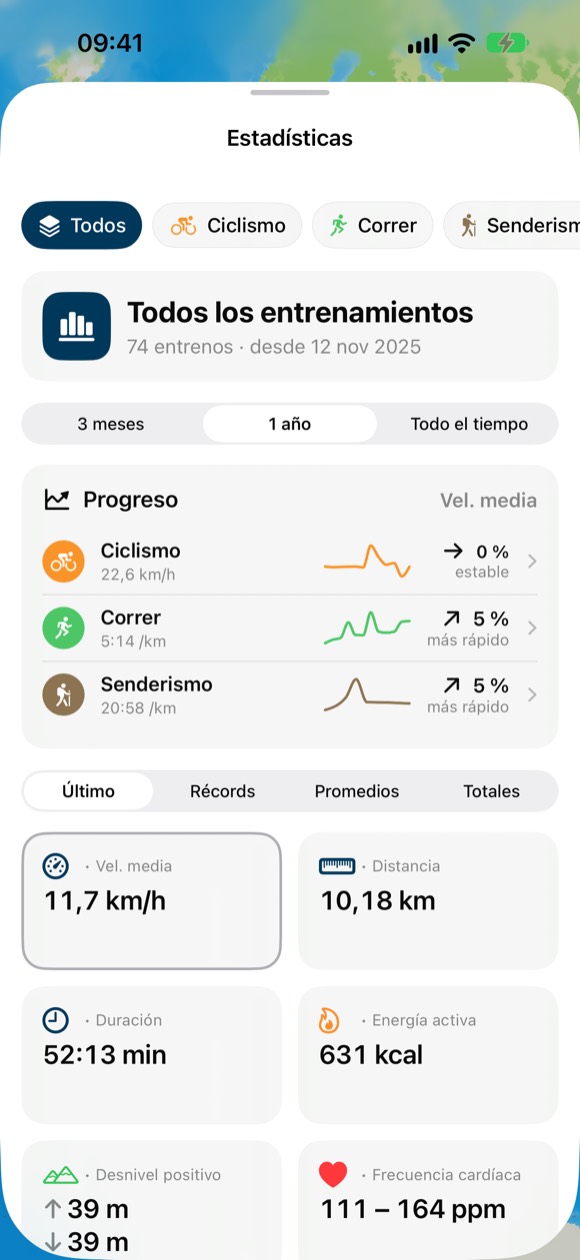 09:41
Estadísticas
Todos Ciclismo Correr Senderism
Todos los entrenamientos
74 entrenos · desde 12 nov 2025
3 meses 1 año Todo el tiempo
Progreso Vel. media
Ciclismo → 0 %
22,6 km/h estable
Correr ↗ 5 %
5:14 /km más rápido
Senderismo ↗ 5 %
20:58 /km más rápido
Último Récords Promedios Totales
· Vel. media · Distancia
11,7 km/h 10,18 km
· Duración · Energía activa
52:13 min 631 kcal
· Desnivel positivo · Frecuencia cardíaca
↑ 39 m 111 – 164 ppm
↓ 39 m